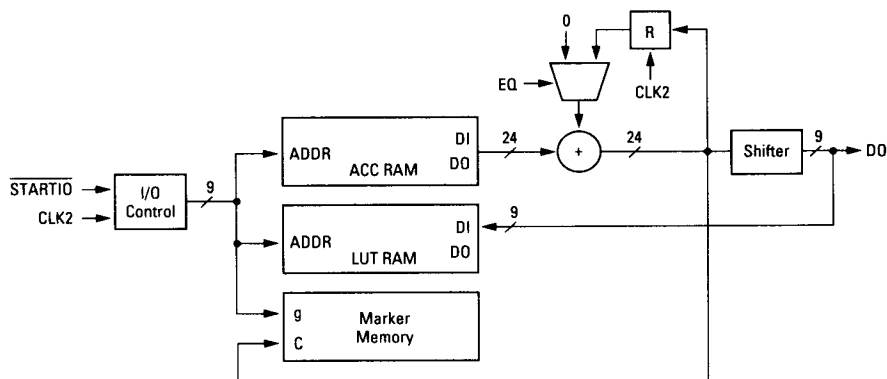 0
R
EQ
CLK2
24
24
9
ADDR
DI
DO
ACC RAM
+
Shifter
DO
STARTIO
CLK2
I/O
Control
9
9
ADDR
DI
DO
LUT RAM
g
C
Marker
Memory